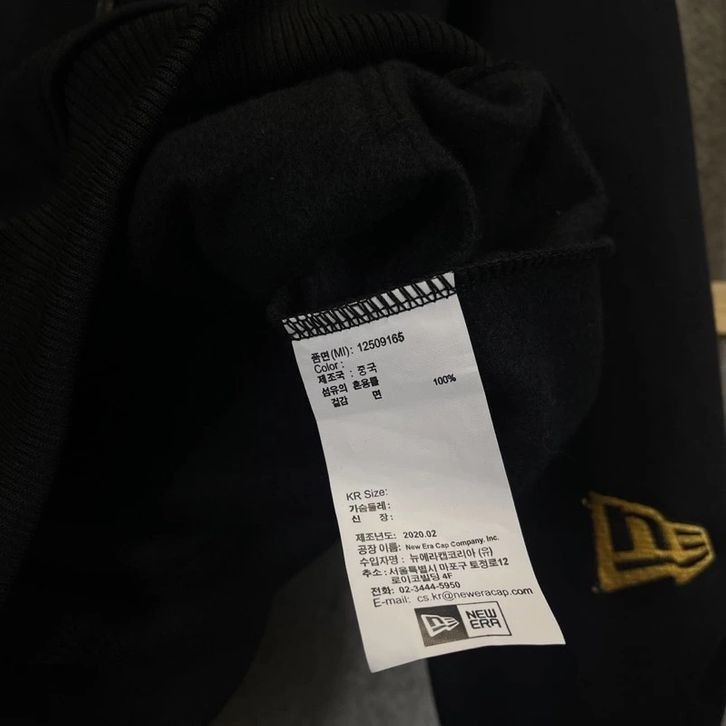 품면(MI): 12509165
Color :
제조국 : 중국
섬유의 혼용률 100%
겉감 면
KR Size:
가슴둘레 :
신 장 :
제조년도: 2020.02
공장 이름: New Era Cap Company, Inc.
수입자명 : 뉴에라캡코리아 (유)
추소 : 서울특별시 마포구 토정로12
로이코빌딩 4F
전화: 02-3444-5950
E-mail: cs.kr@neweracap.com
NEW
ERA